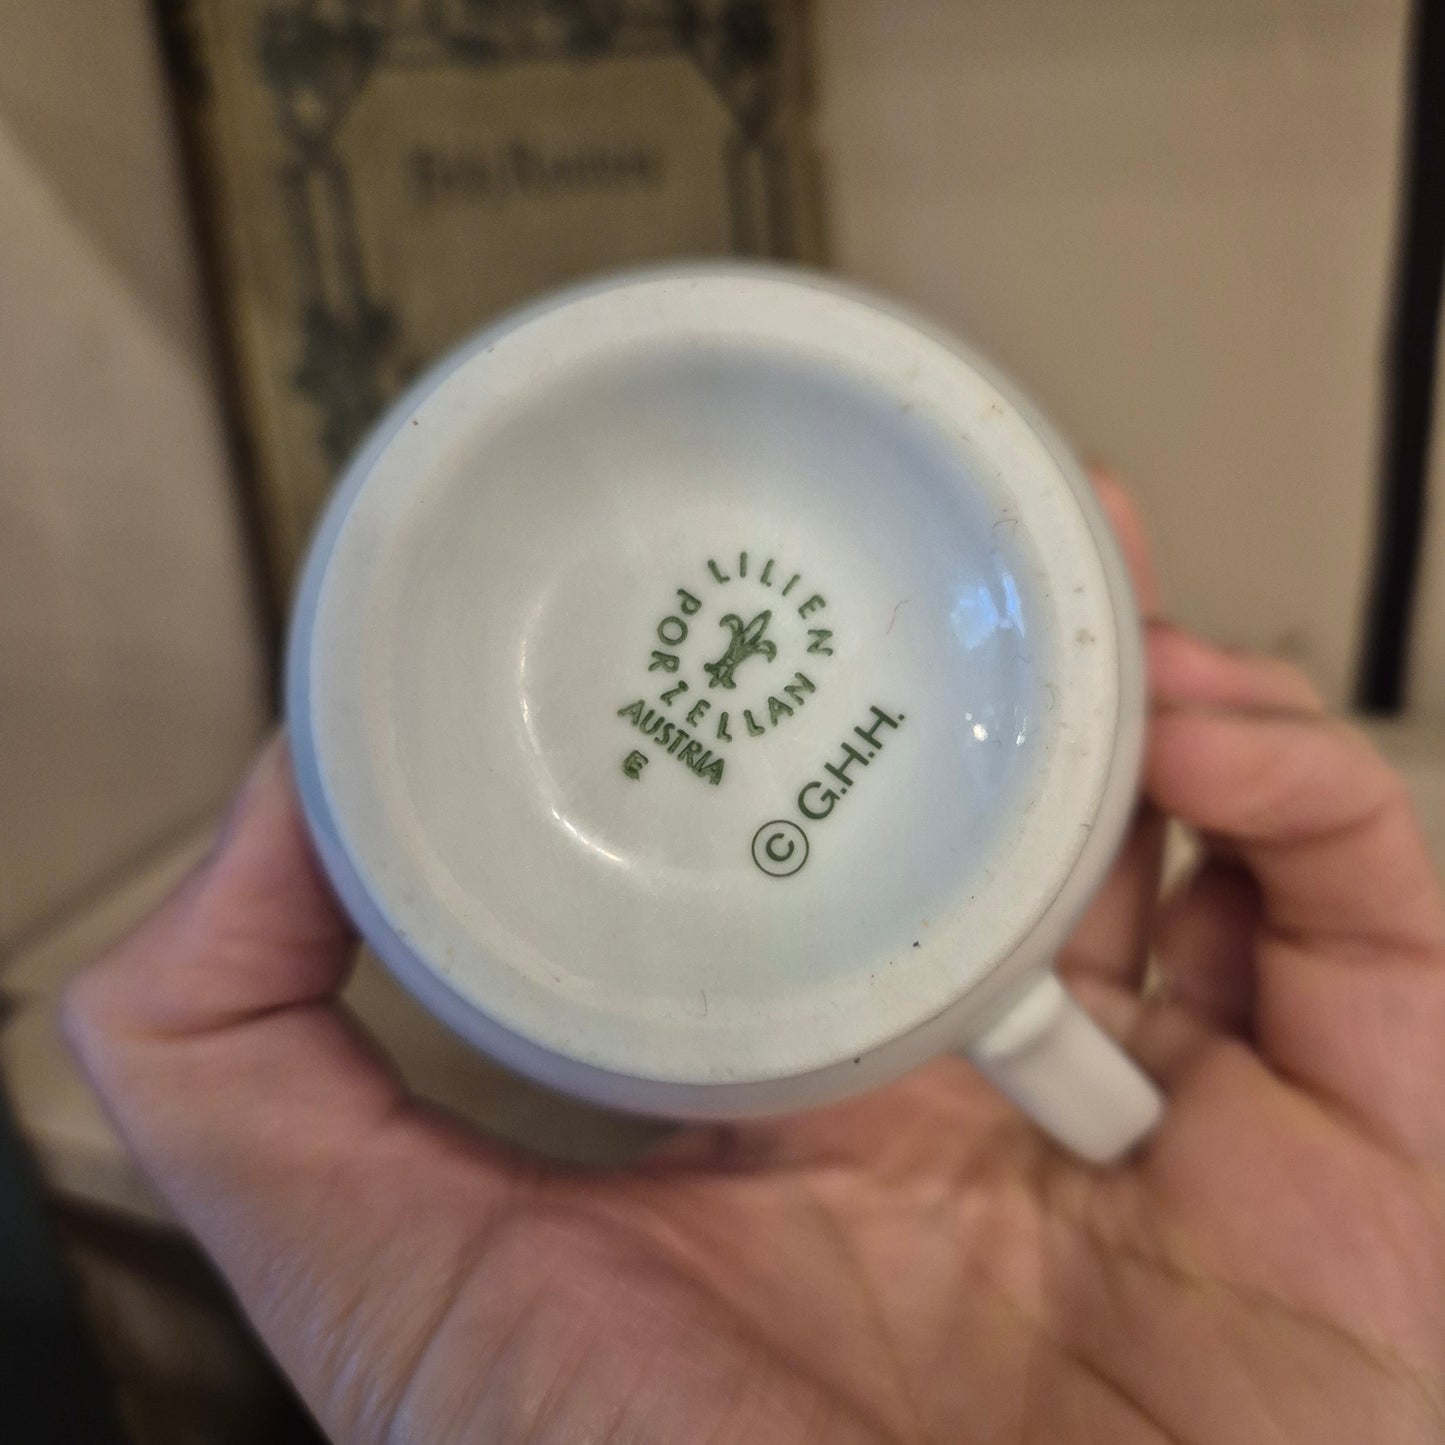 LILIEN
PORZELLAN
AUSTRIA
E
© G.H.H.